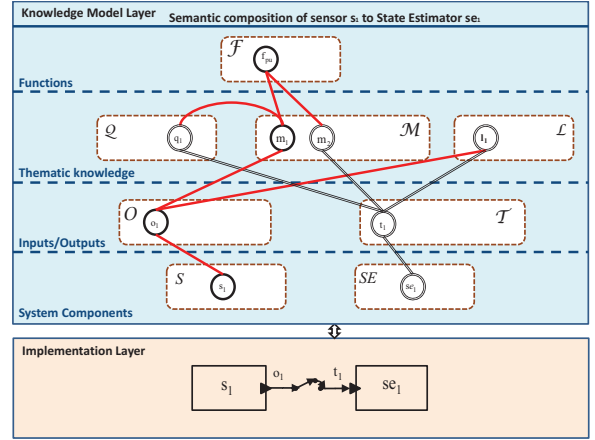 Knowledge Model Layer
Semantic composition of sensor s₁ to State Estimator se₁
ℱ
f_pu
Functions
𝒬
q₁
m₁
m₂
ℳ
l₁
ℒ
Thematic knowledge
O
o₁
t₁
𝒯
Inputs/Outputs
S
s₁
SE
se₁
System Components
Implementation Layer
s₁
o₁
t₁
se₁